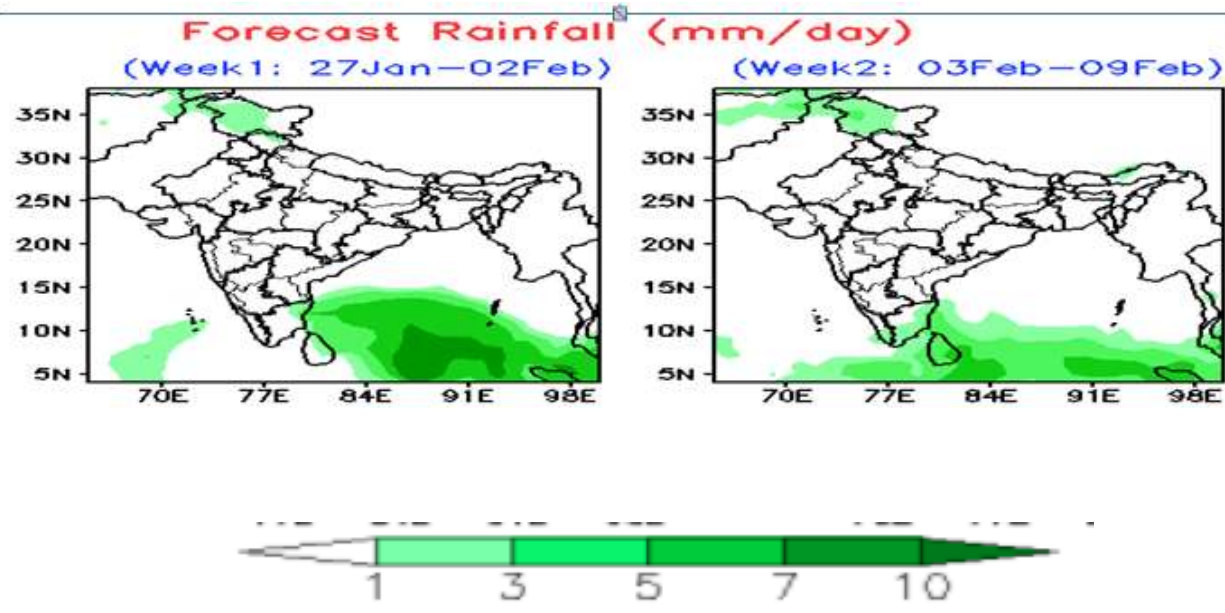 Forecast Rainfall (mm/day)
(Week1: 27Jan-02Feb) (Week2: 03Feb-09Feb)
35N 35N
30N 30N
25N 25N
20N 20N
15N 15N
10N 10N
5N 5N
70E 77E 84E 91E 98E 70E 77E 84E 91E 98E
1 3 5 7 10